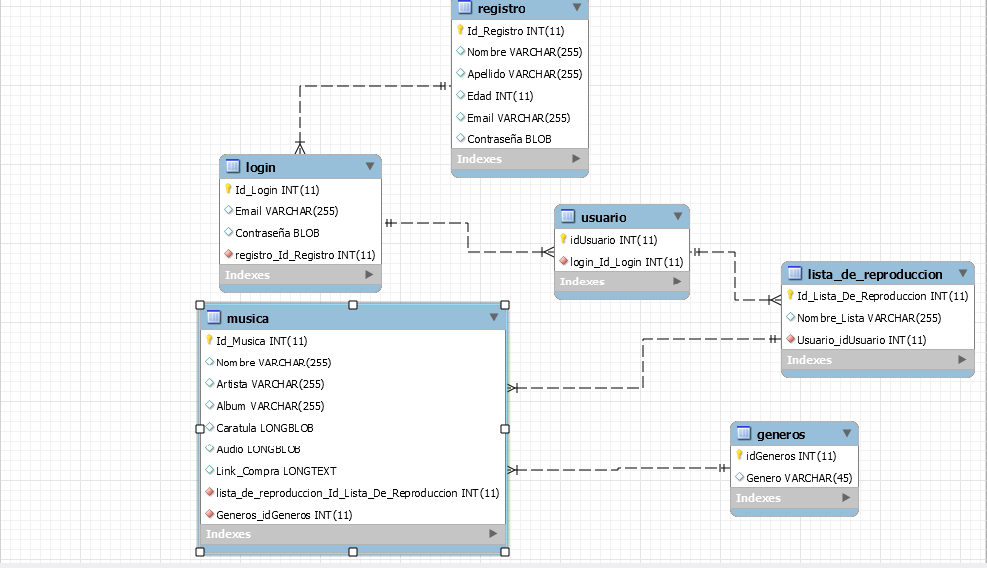 registro
Id_Registro INT(11)
Nombre VARCHAR(255)
Apellido VARCHAR(255)
Edad INT(11)
Email VARCHAR(255)
Contraseña BLOB
Indexes
login
Id_Login INT(11)
Email VARCHAR(255)
Contraseña BLOB
registro_Id_Registro INT(11)
Indexes
usuario
idUsuario INT(11)
login_Id_Login INT(11)
Indexes
lista_de_reproduccion
Id_Lista_De_Reproduccion INT(11)
Nombre_Lista VARCHAR(255)
Usuario_idUsuario INT(11)
Indexes
musica
Id_Musica INT(11)
Nombre VARCHAR(255)
Artista VARCHAR(255)
Album VARCHAR(255)
Caratula LONGBLOB
Audio LONGBLOB
Link_Compra LONGTEXT
lista_de_reproduccion_Id_Lista_De_Reproduccion INT(11)
Generos_idGeneros INT(11)
Indexes
generos
idGeneros INT(11)
Genero VARCHAR(45)
Indexes